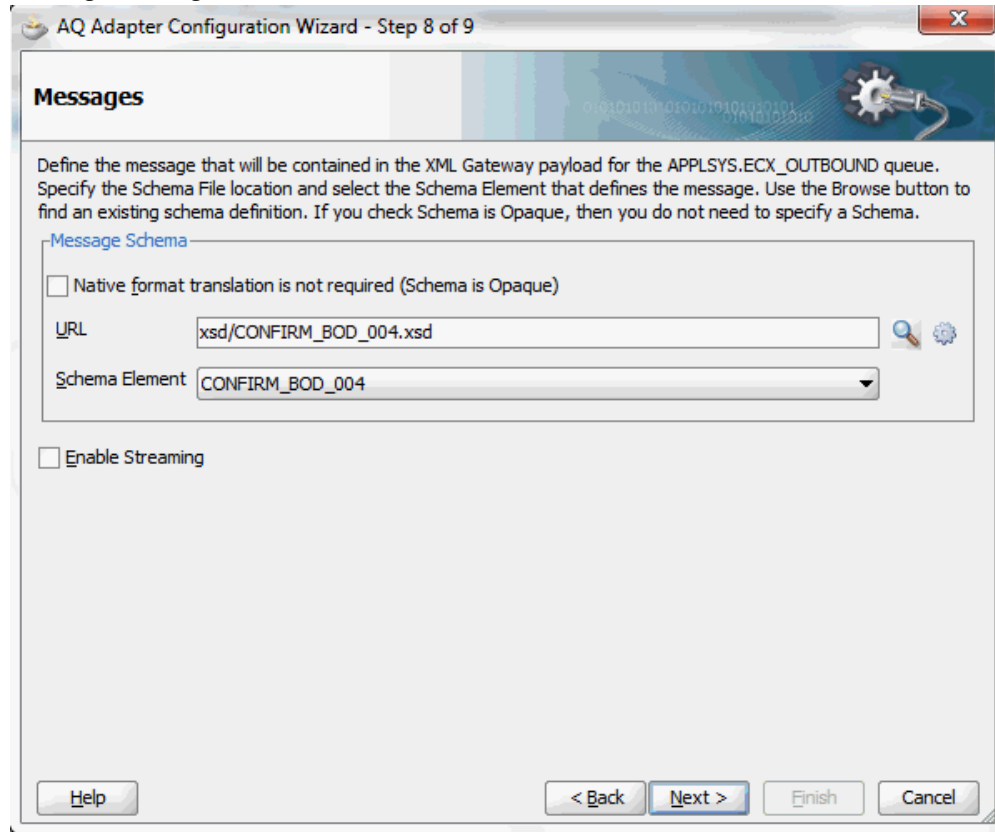 AQ Adapter Configuration Wizard - Step 8 of 9
X
Messages
Define the message that will be contained in the XML Gateway payload for the APPLSYS.ECX_OUTBOUND queue.
Specify the Schema File location and select the Schema Element that defines the message. Use the Browse button to
find an existing schema definition. If you check Schema is Opaque, then you do not need to specify a Schema.
Message Schema
Native format translation is not required (Schema is Opaque)
URL xsd/CONFIRM_BOD_004.xsd
Schema Element CONFIRM_BOD_004
Enable Streaming
Help < Back Next > Finish Cancel